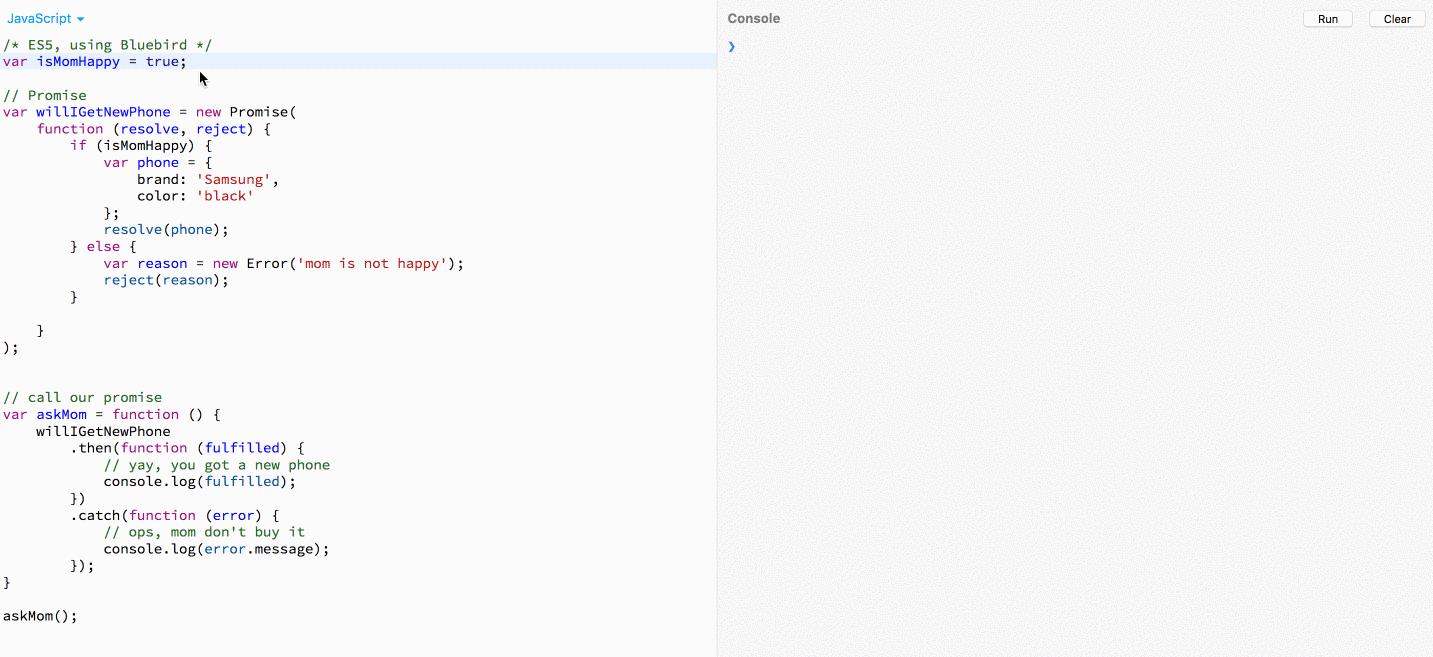 JavaScript
Console
Run
Clear
/* ES5, using Bluebird */
var isMomHappy = true;
// Promise
var willIGetNewPhone = new Promise(
    function (resolve, reject) {
        if (isMomHappy) {
            var phone = {
                brand: 'Samsung',
                color: 'black'
            };
            resolve(phone);
        } else {
            var reason = new Error('mom is not happy');
            reject(reason);
        }
    }
);
// call our promise
var askMom = function () {
    willIGetNewPhone
        .then(function (fulfilled) {
            // yay, you got a new phone
            console.log(fulfilled);
        })
        .catch(function (error) {
            // ops, mom don't buy it
            console.log(error.message);
        });
}
askMom();